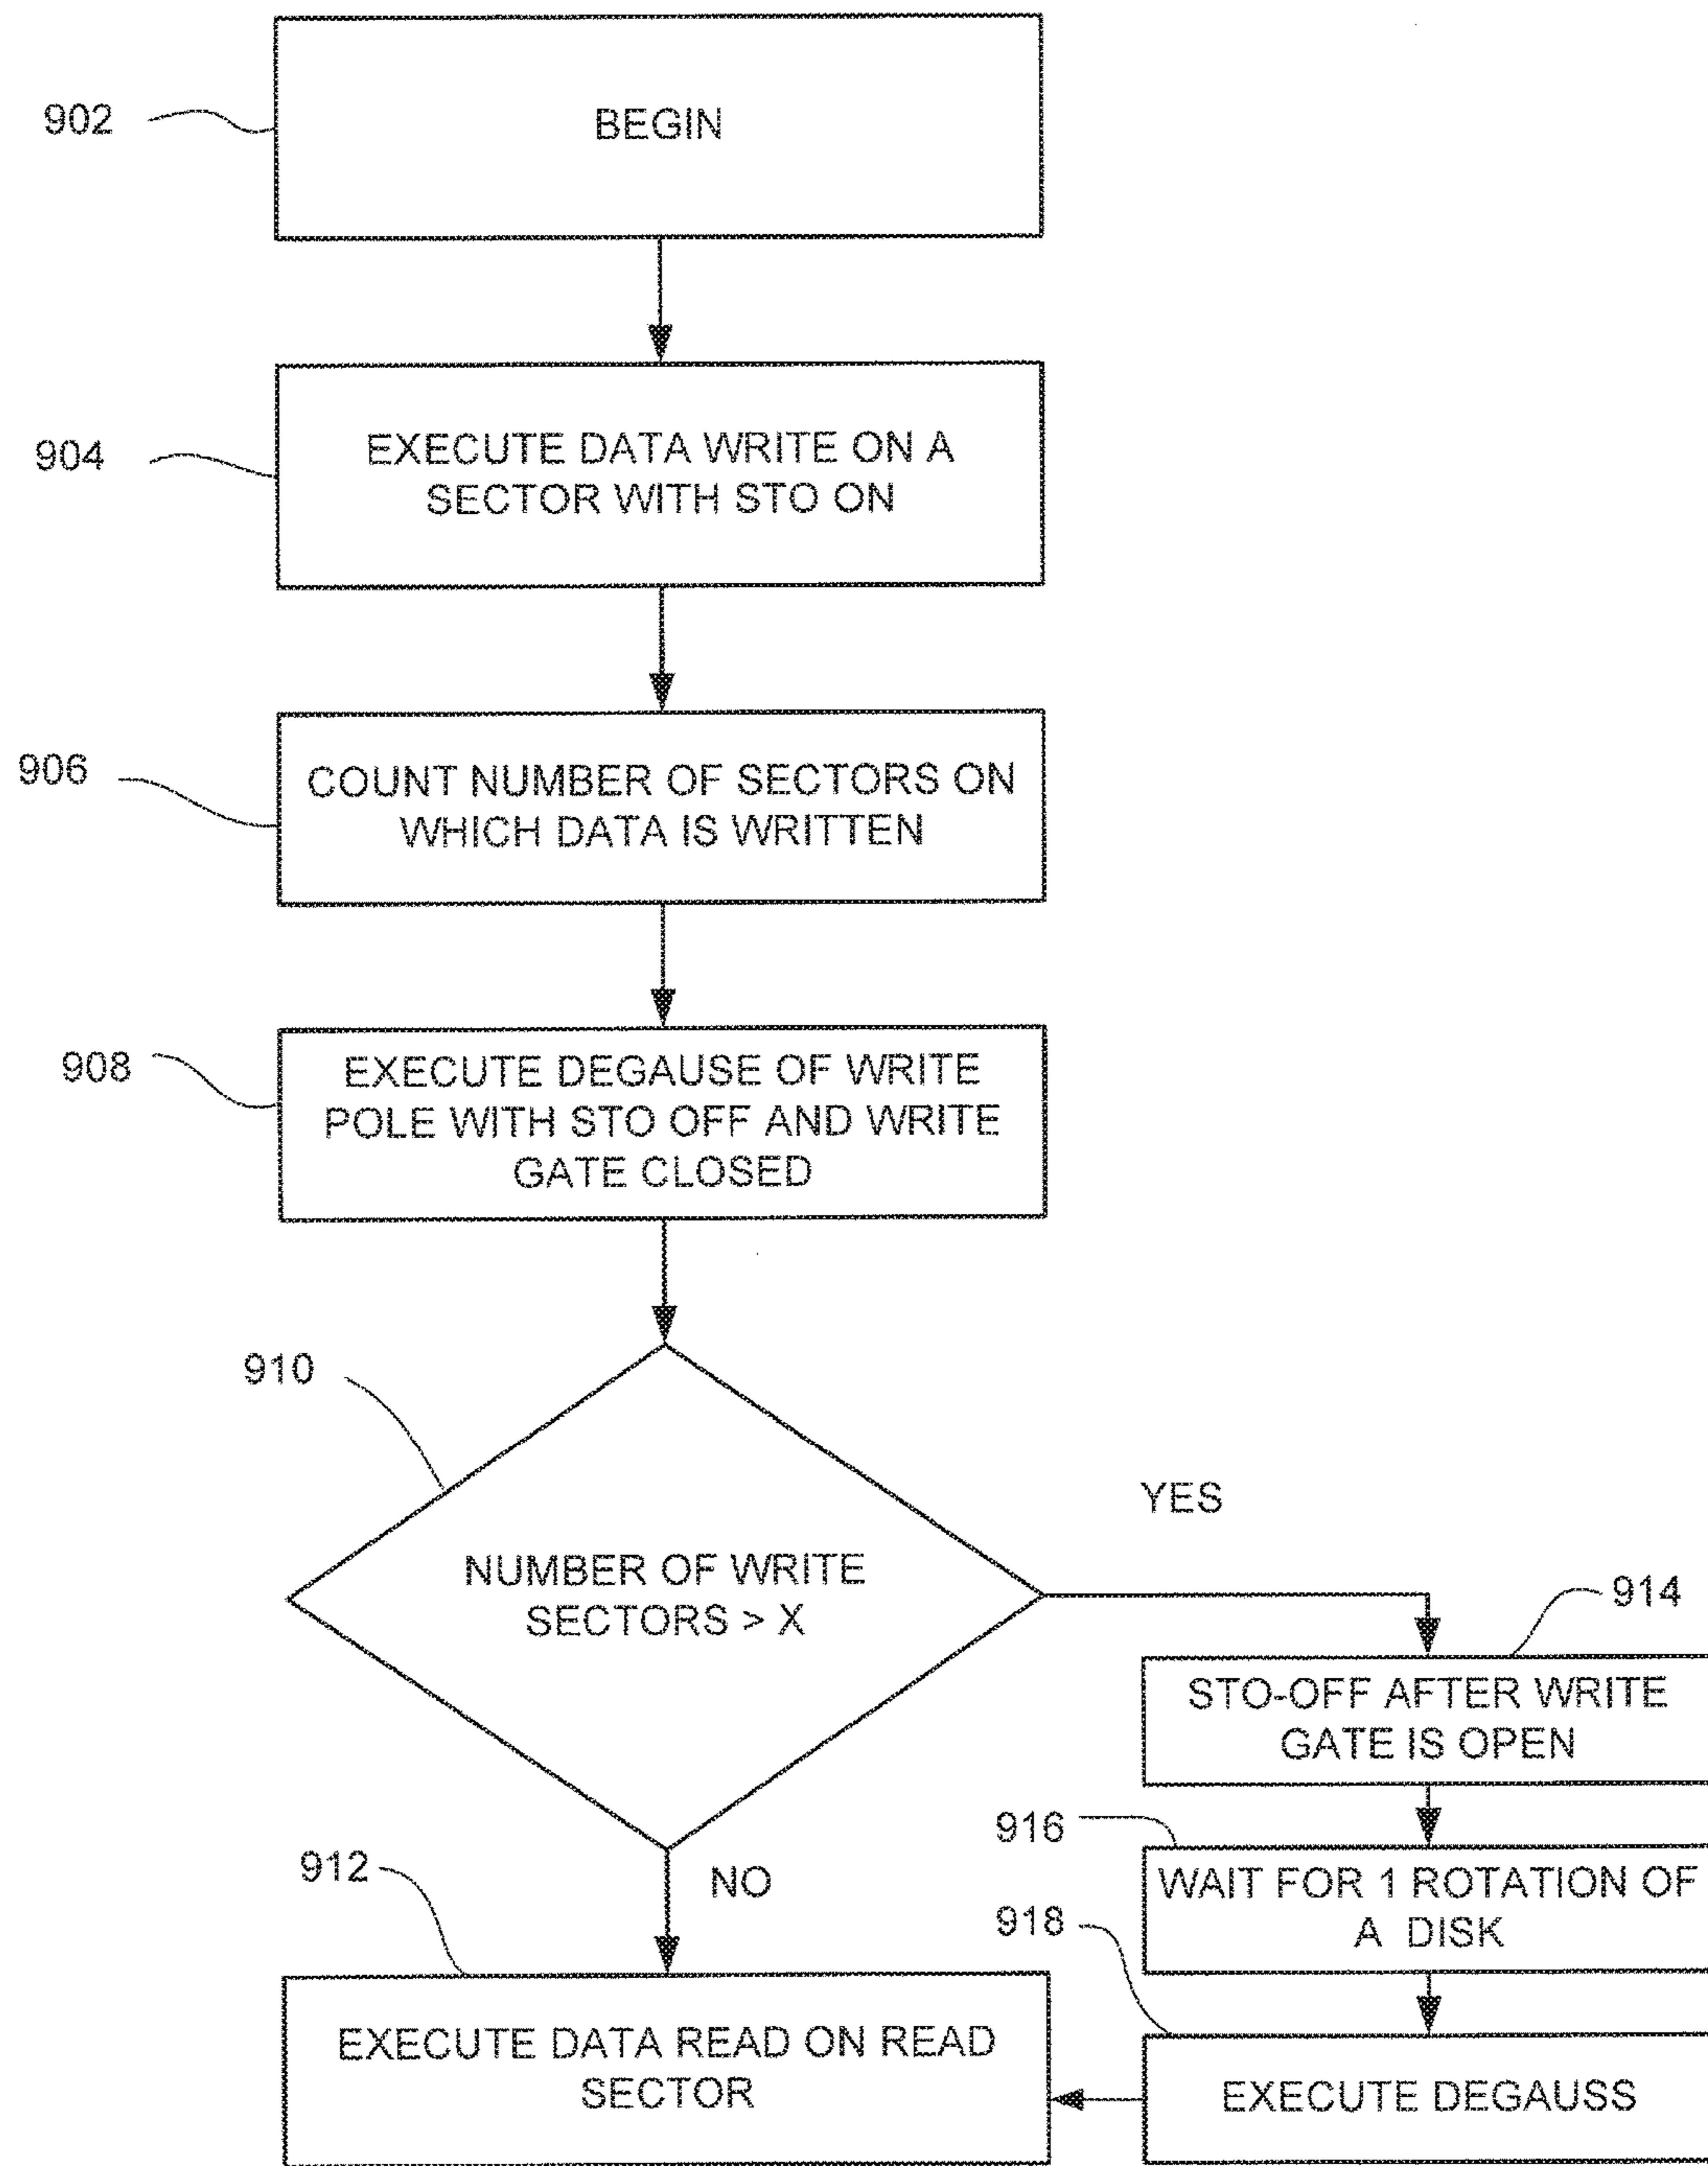 902
BEGIN
904
EXECUTE DATA WRITE ON A
SECTOR WITH STO ON
906
COUNT NUMBER OF SECTORS ON
WHICH DATA IS WRITTEN
908
EXECUTE DEGAUSE OF WRITE
POLE WITH STO OFF AND WRITE
GATE CLOSED
910
NUMBER OF WRITE
SECTORS > X
YES
914
STO-OFF AFTER WRITE
GATE IS OPEN
916
WAIT FOR 1 ROTATION OF
A DISK
918
EXECUTE DEGAUSS
NO
912
EXECUTE DATA READ ON READ
SECTOR